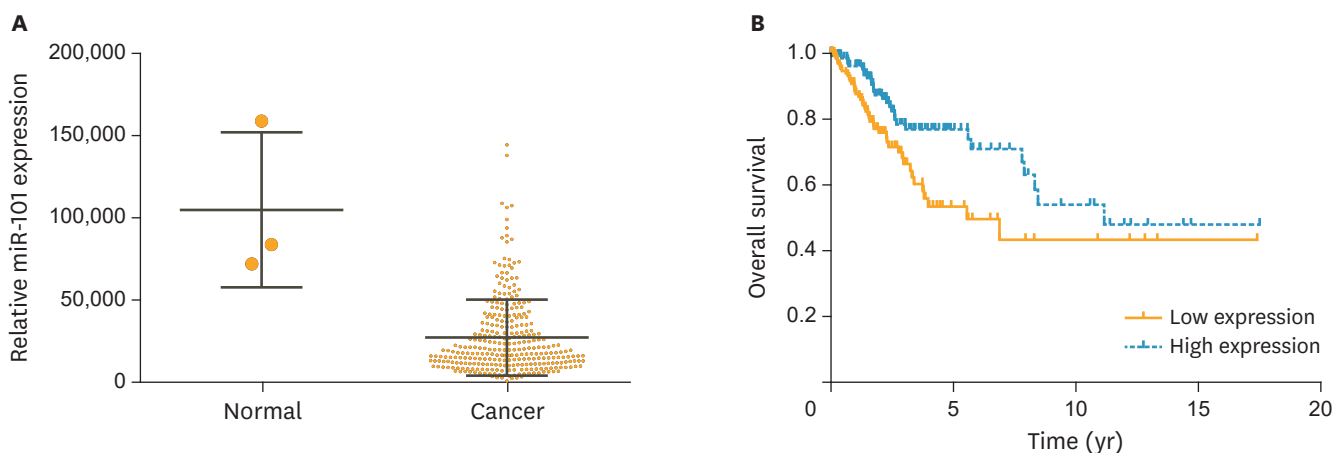 A
Relative miR-101 expression
200,000
150,000
100,000
50,000
0
Normal
Cancer
B
Overall survival
1.0
0.8
0.6
0.4
0.2
0
5
10
15
20
Time (yr)
Low expression
High expression